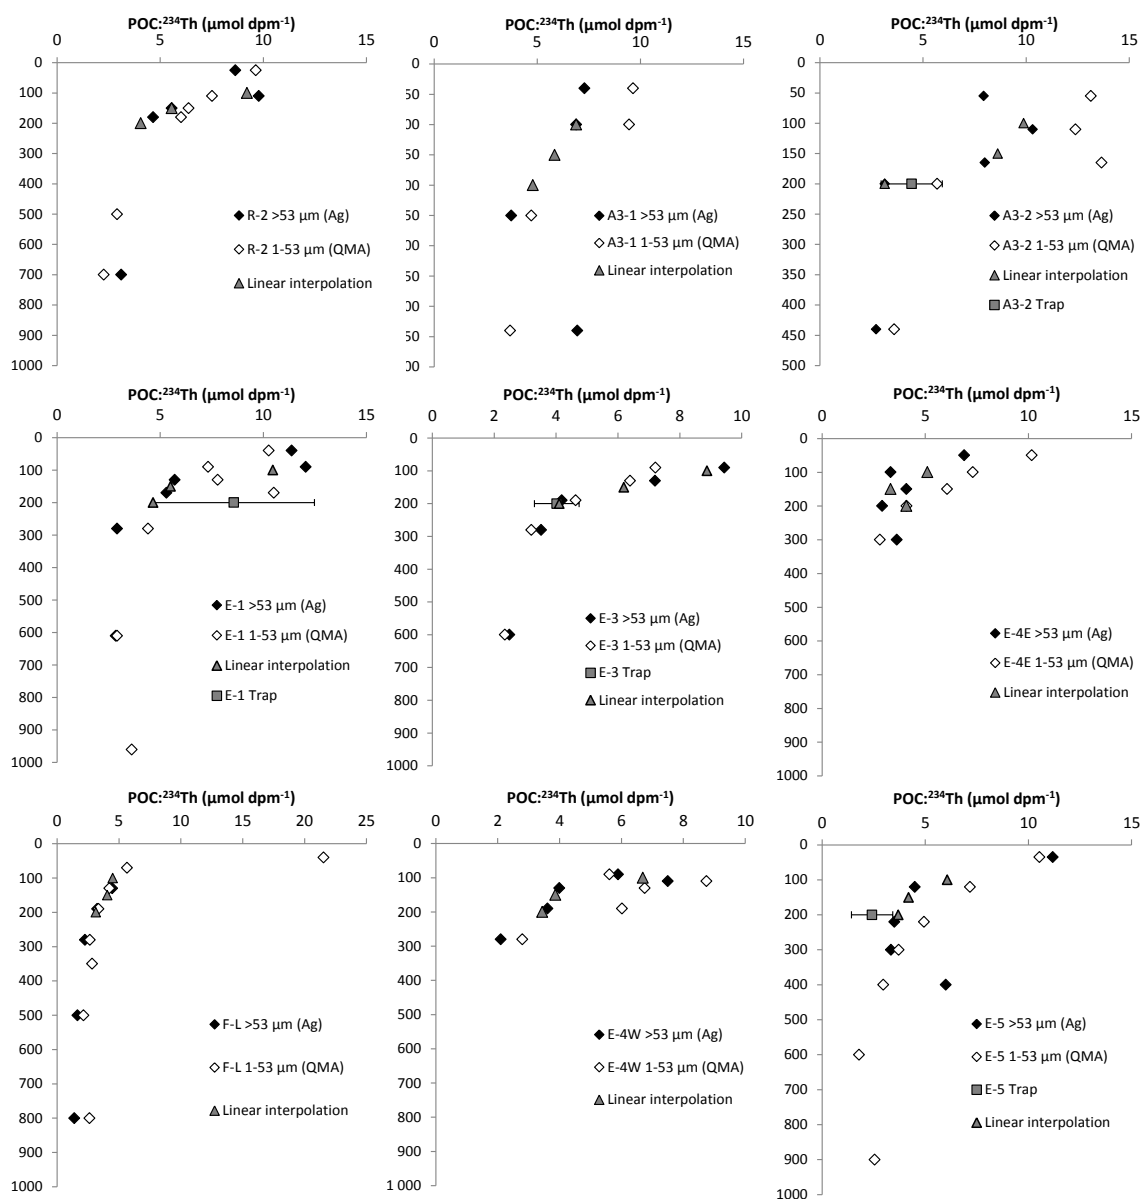 POC:²³⁴Th (µmol dpm⁻¹)
0 5 10 15
0
100
200
300
400
500
600
700
800
900
1000
R-2 >53 µm (Ag)
R-2 1-53 µm (QMA)
Linear interpolation
POC:²³⁴Th (µmol dpm⁻¹)
0 5 10 15
0
50
00
50
00
50
00
50
00
50
00
A3-1 >53 µm (Ag)
A3-1 1-53 µm (QMA)
Linear interpolation
POC:²³⁴Th (µmol dpm⁻¹)
0 5 10 15
0
50
100
150
200
250
300
350
400
450
500
A3-2 >53 µm (Ag)
A3-2 1-53 µm (QMA)
Linear interpolation
A3-2 Trap
POC:²³⁴Th (µmol dpm⁻¹)
0 5 10 15
0
100
200
300
400
500
600
700
800
900
1000
E-1 >53 µm (Ag)
E-1 1-53 µm (QMA)
Linear interpolation
E-1 Trap
POC:²³⁴Th (µmol dpm⁻¹)
0 2 4 6 8 10
0
100
200
300
400
500
600
700
800
900
1000
E-3 >53 µm (Ag)
E-3 1-53 µm (QMA)
E-3 Trap
Linear interpolation
POC:²³⁴Th (µmol dpm⁻¹)
0 5 10 15
0
100
200
300
400
500
600
700
800
900
1000
E-4E >53 µm (Ag)
E-4E 1-53 µm (QMA)
Linear interpolation
POC:²³⁴Th (µmol dpm⁻¹)
0 5 10 15 20 25
0
100
200
300
400
500
600
700
800
900
1000
F-L >53 µm (Ag)
F-L 1-53 µm (QMA)
Linear interpolation
POC:²³⁴Th (µmol dpm⁻¹)
0 2 4 6 8 10
0
100
200
300
400
500
600
700
800
900
1 000
E-4W >53 µm (Ag)
E-4W 1-53 µm (QMA)
Linear interpolation
POC:²³⁴Th (µmol dpm⁻¹)
0 5 10 15
0
100
200
300
400
500
600
700
800
900
1000
E-5 >53 µm (Ag)
E-5 1-53 µm (QMA)
E-5 Trap
Linear interpolation